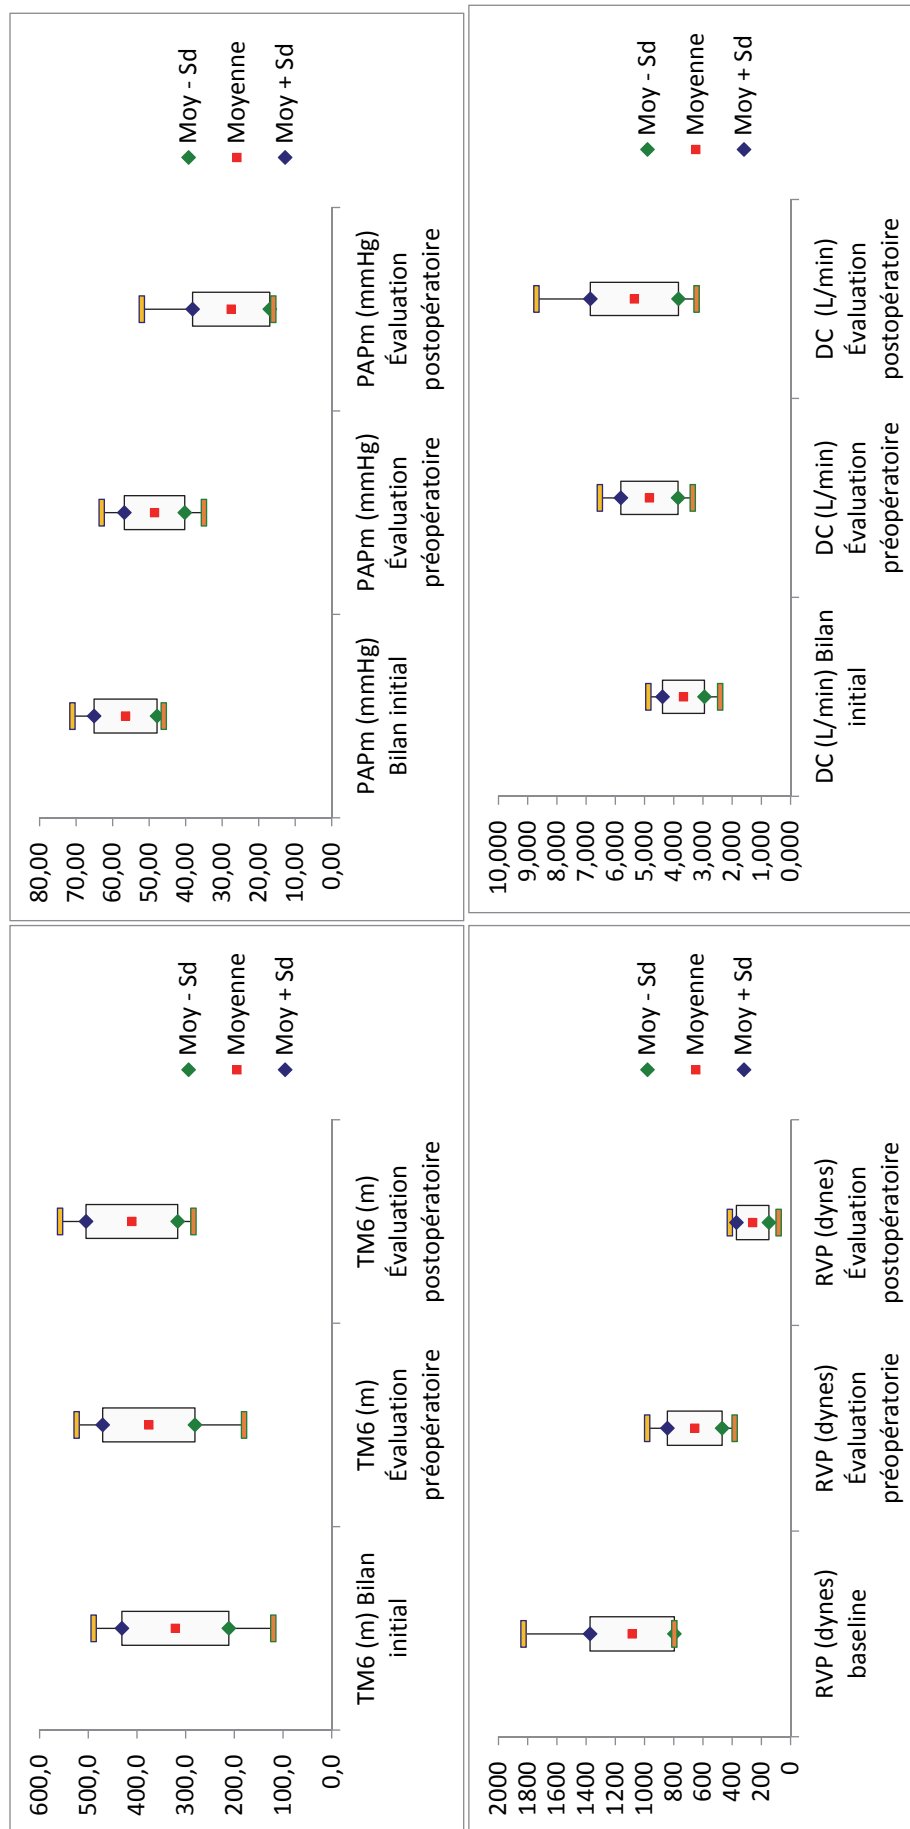 600,0
500,0
400,0
300,0
200,0
100,0
0,0
TM6 (m) Bilan
initial
TM6 (m)
Évaluation
préopératoire
TM6 (m)
Évaluation
postopératoire
Moy - Sd
Moyenne
Moy + Sd
80,00
70,00
60,00
50,00
40,00
30,00
20,00
10,00
0,00
PAPm (mmHg)
Bilan initial
PAPm (mmHg)
Évaluation
préopératoire
PAPm (mmHg)
Évaluation
postopératoire
Moy - Sd
Moyenne
Moy + Sd
2000
1800
1600
1400
1200
1000
800
600
400
200
0
RVP (dynes)
baseline
RVP (dynes)
Évaluation
préopératorie
RVP (dynes)
Évaluation
postopératoire
Moy - Sd
Moyenne
Moy + Sd
10,000
9,000
8,000
7,000
6,000
5,000
4,000
3,000
2,000
1,000
0,000
DC (L/min) Bilan
initial
DC (L/min)
Évaluation
préopératoire
DC (L/min)
Évaluation
postopératoire
Moy - Sd
Moyenne
Moy + Sd